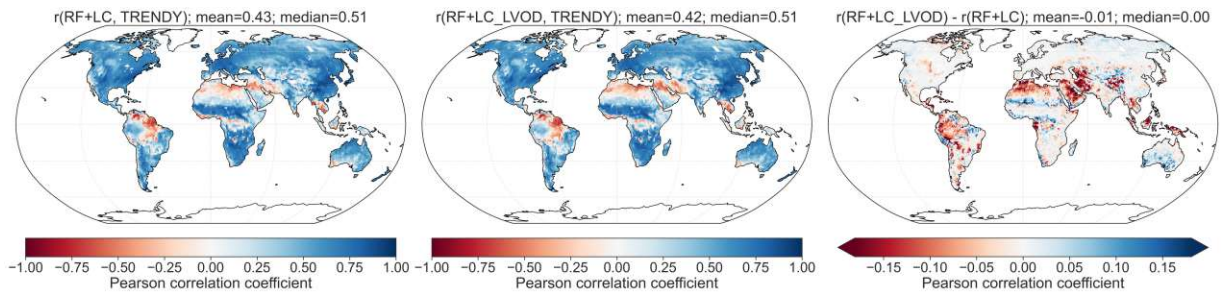 r(RF+LC, TRENDY); mean=0.43; median=0.51
−1.00 −0.75 −0.50 −0.25 0.00 0.25 0.50 0.75 1.00
Pearson correlation coefficient
r(RF+LC_LVOD, TRENDY); mean=0.42; median=0.51
−1.00 −0.75 −0.50 −0.25 0.00 0.25 0.50 0.75 1.00
Pearson correlation coefficient
r(RF+LC_LVOD) - r(RF+LC); mean=-0.01; median=0.00
−0.15 −0.10 −0.05 0.00 0.05 0.10 0.15
Pearson correlation coefficient